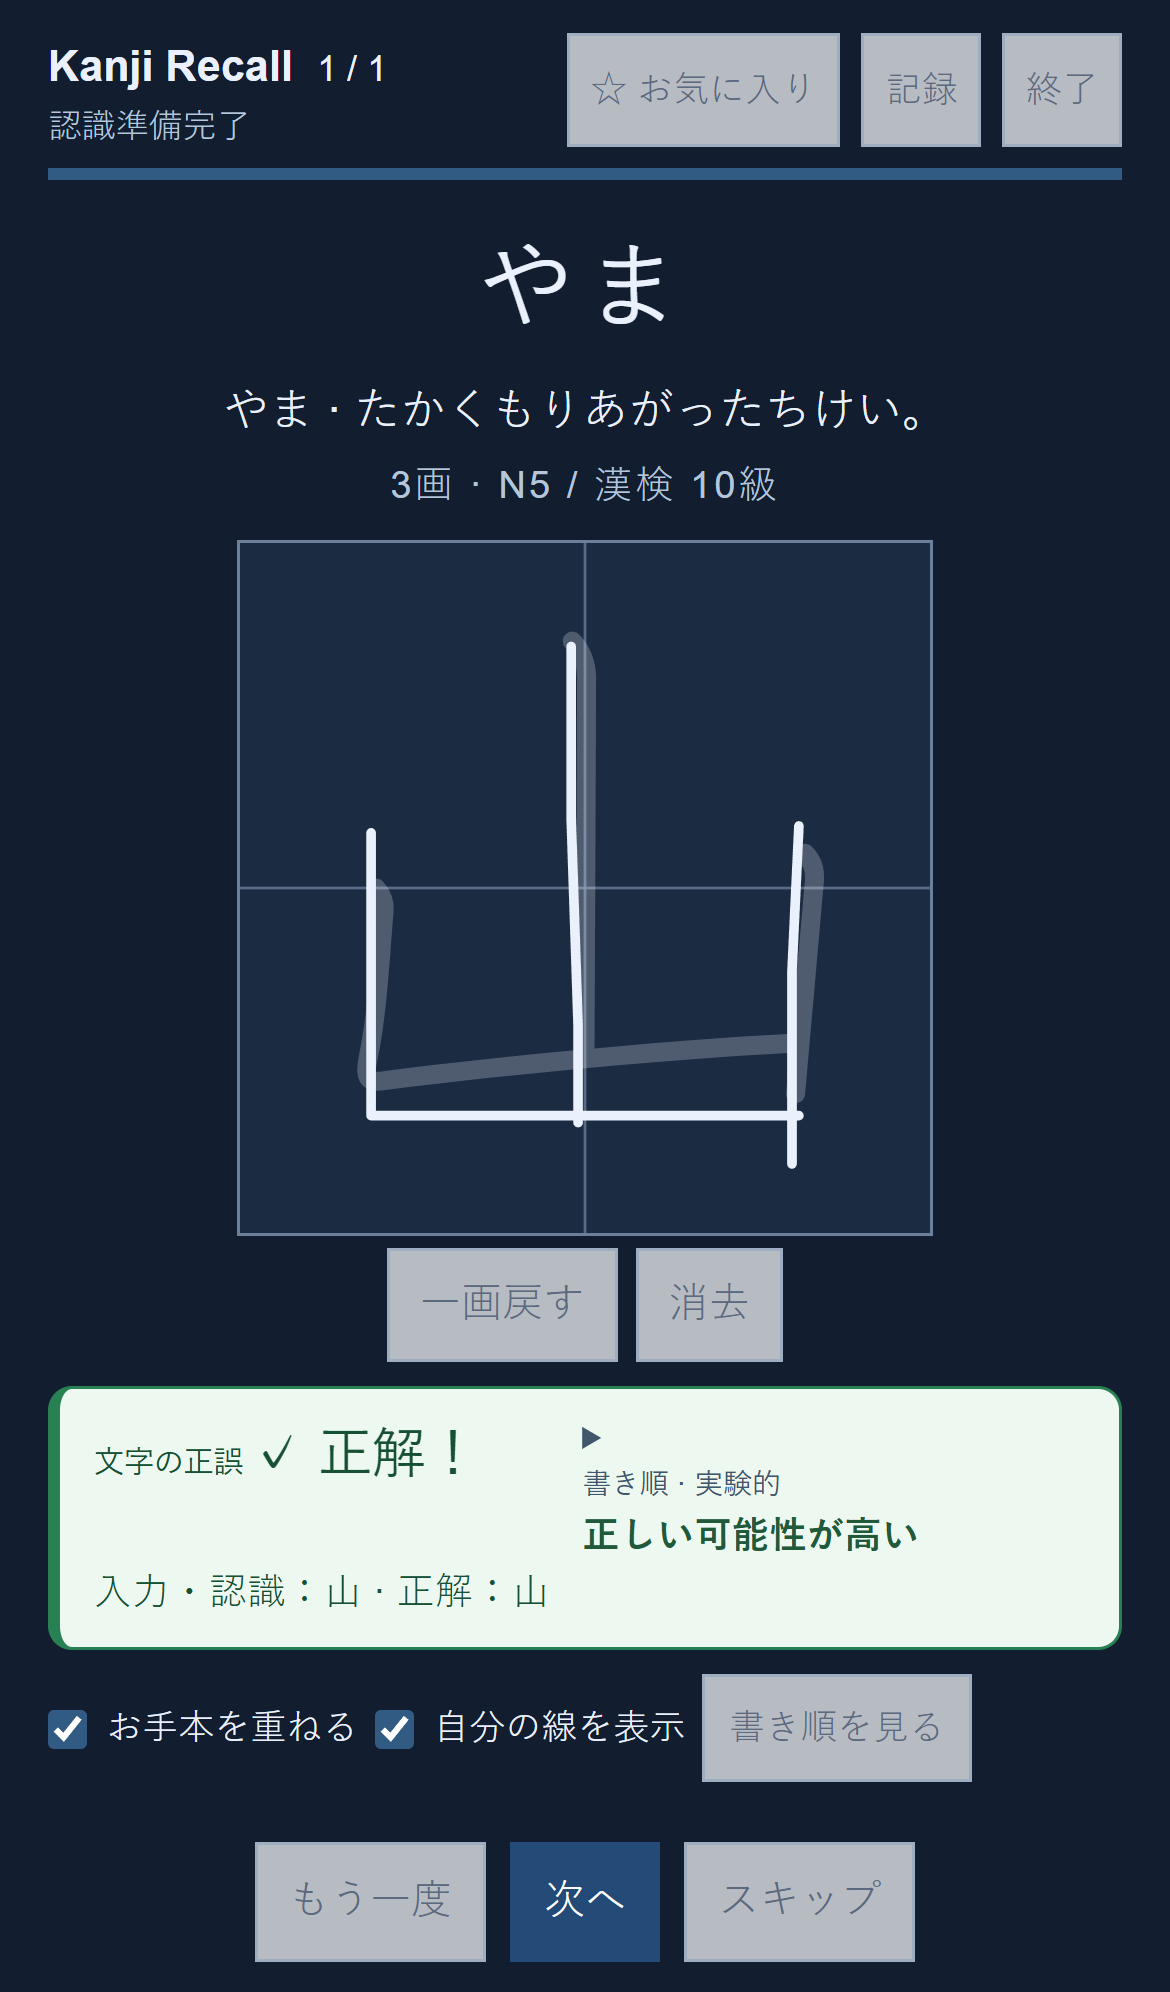 Kanji Recall 1 / 1
認識準備完了
☆ お気に入り
記録
終了
やま
やま · たかくもりあがったちけい。
3画 · N5 / 漢検 10級
山
一画戻す
消去
文字の正誤 ✓ 正解！
▶
書き順 · 実験的
正しい可能性が高い
入力・認識：山 · 正解：山
お手本を重ねる
自分の線を表示
書き順を見る
もう一度
次へ
スキップ